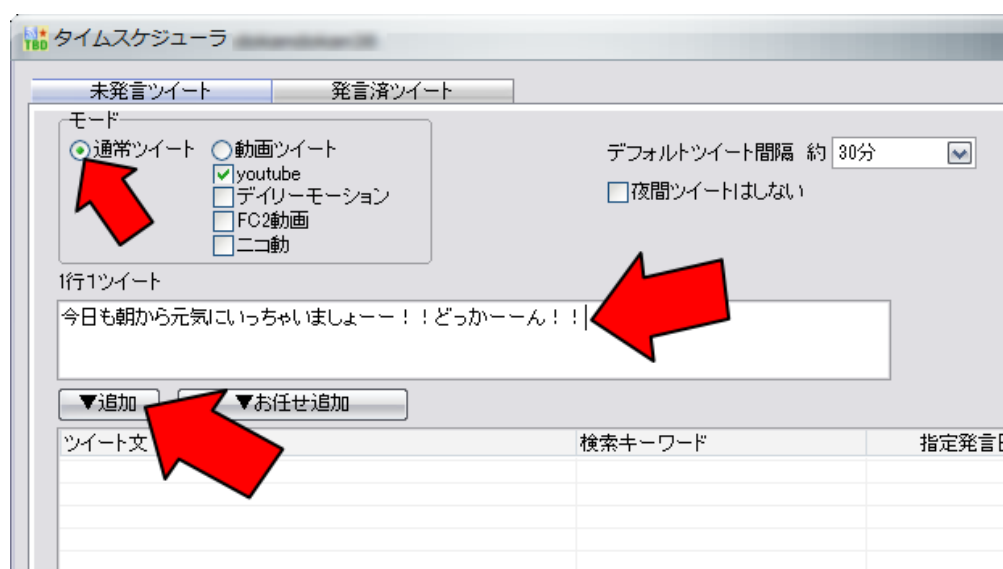 TBD タイムスケジューラ
未発言ツイート 発言済ツイート
モード
通常ツイート 動画ツイート デフォルトツイート間隔 約 30分
youtube 夜間ツイートはしない
デイリーモーション
FC2動画
ニコ動
1行1ツイート
今日も朝から元気にいっちゃいましょーー！！どっかーーん！！
▼追加 ▼お任せ追加
ツイート文 検索キーワード 指定発言